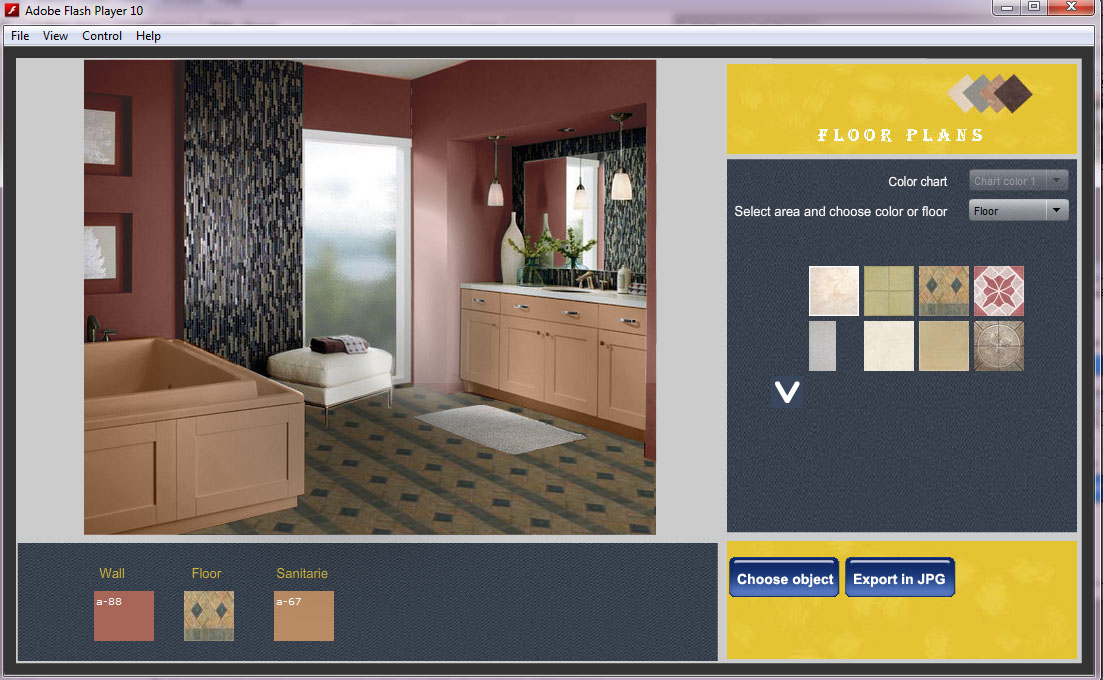 Adobe Flash Player 10
File View Control Help
FLOOR PLANS
Color chart
Chart color 1
Select area and choose color or floor
Floor
Wall
Floor
Sanitarie
a-88
a-67
Choose object
Export in JPG